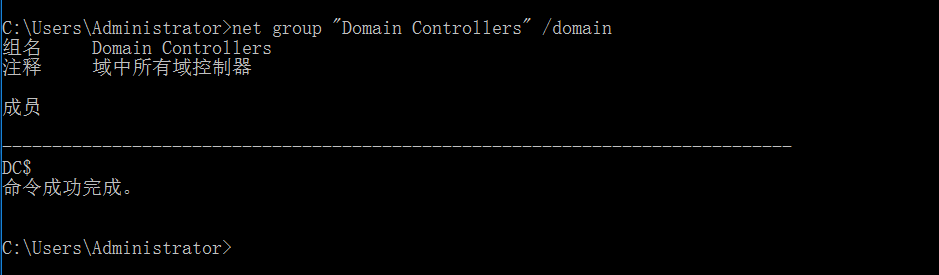 C:\Users\Administrator>net group "Domain Controllers" /domain
组名     Domain Controllers
注释     域中所有域控制器
成员
-------------------------------------------------------------------------------
DC$
命令成功完成。
C:\Users\Administrator>